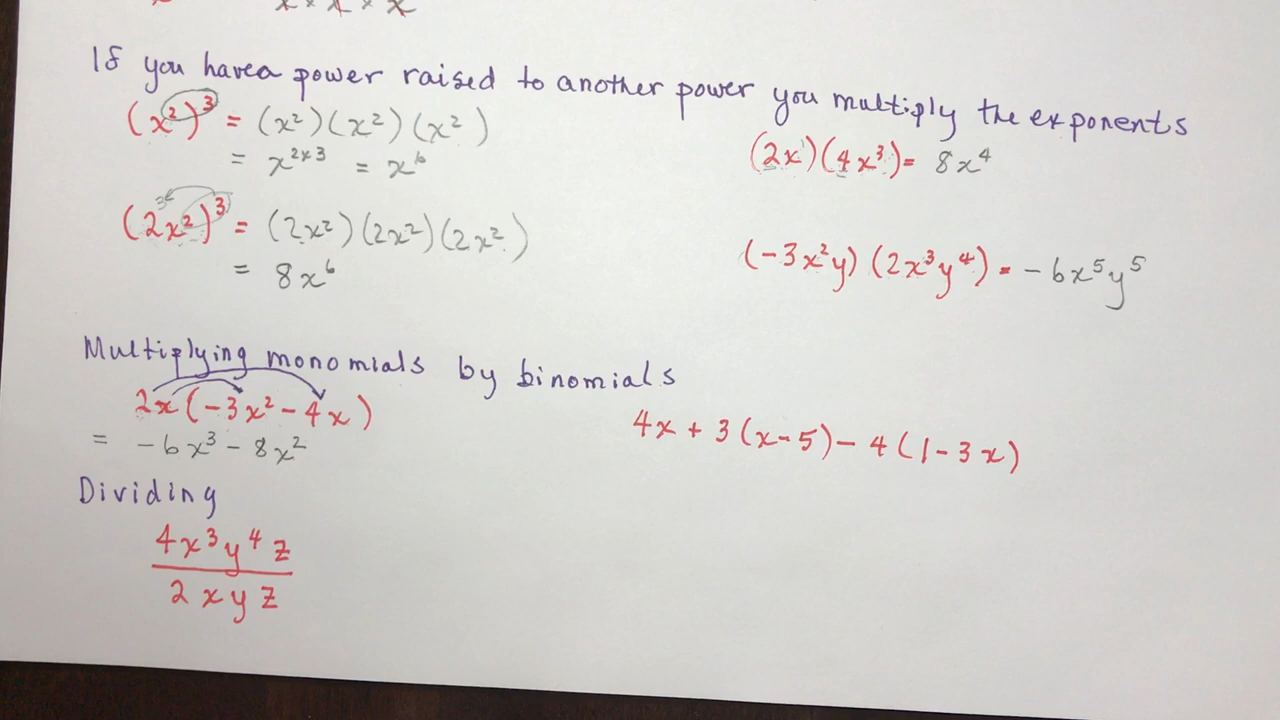 x × x × x
If you have a power raised to another power you multiply the exponents
(x²)³ = (x²)(x²)(x²)
= x²ˣ³ = x⁶
(2x)(4x³) = 8x⁴
3
(2x²)³ = (2x²)(2x²)(2x²)
= 8x⁶
(-3x²y)(2x³y⁴) = -6x⁵y⁵
Multiplying monomials by binomials
2x(-3x² - 4x)
= -6x³ - 8x²
4x + 3(x-5) - 4(1-3x)
Dividing
4x³y⁴z
2xyz